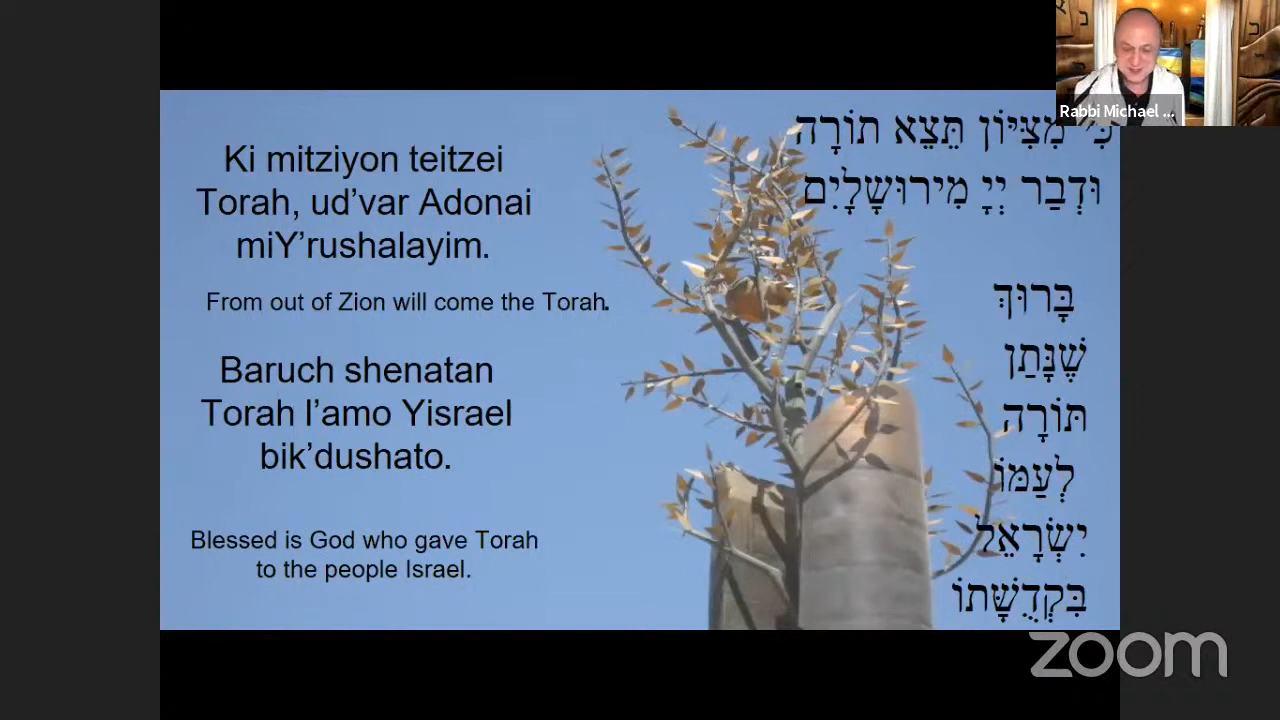 Ki mitziyon teitzei
Torah, ud’var Adonai
miY’rushalayim.
From out of Zion will come the Torah.
Baruch shenatan
Torah l’amo Yisrael
bik’dushato.
Blessed is God who gave Torah
to the people Israel.
כִּי מִצִיּוֹן תֵּצֵא תוֹרָה
וּדְבַר יְיָ מִירוּשָׁלָיִם
בָּרוּךְ
שֶׁנָּתַן
תּוֹרָה
לְעַמּוֹ
יִשְׂרָאֵל
בִּקְדֻשָּׁתוֹ
Rabbi Michael ...
zoom